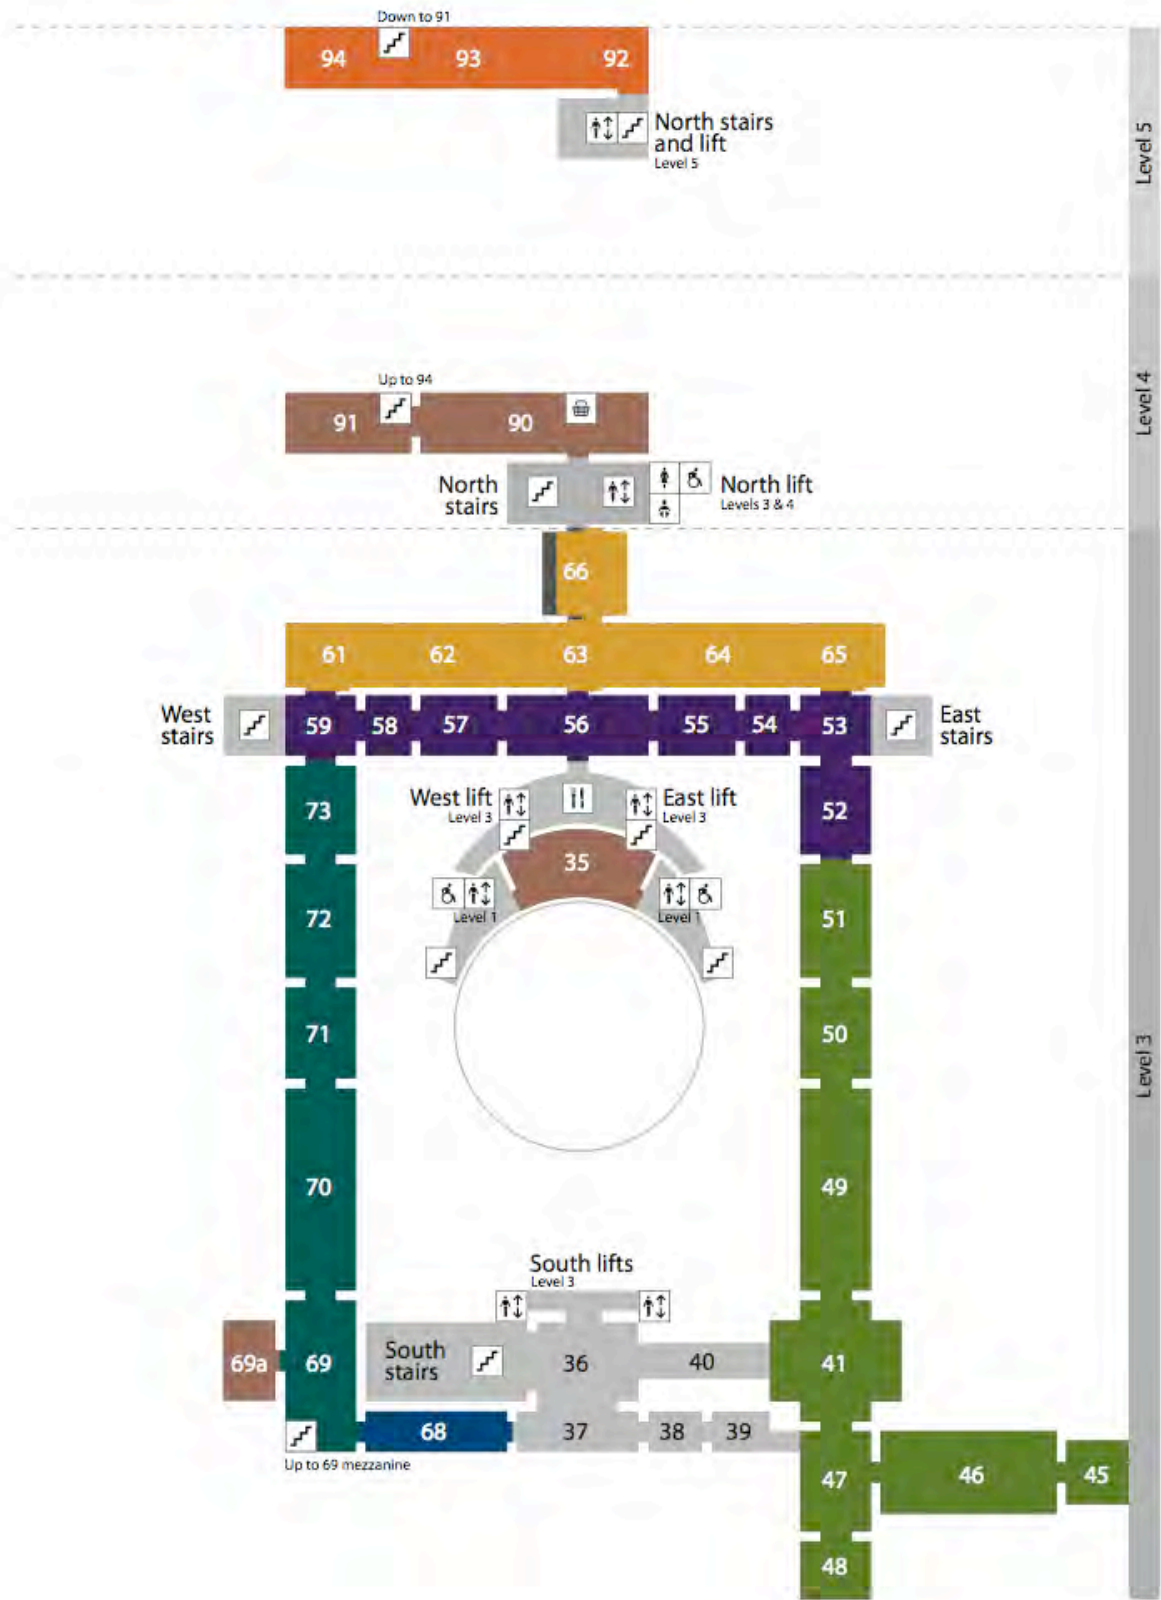 Down to 91
94
93
92
North stairs
and lift
Level 5
Level 5
Up to 94
91
90
North
stairs
North lift
Levels 3 & 4
Level 4
66
61
62
63
64
65
West
stairs
59
58
57
56
55
54
53
East
stairs
73
West lift
Level 3
East lift
Level 3
52
35
72
Level 1
Level 1
51
71
50
Level 3
70
49
South lifts
Level 3
69a
69
South
stairs
36
40
41
68
37
38
39
Up to 69 mezzanine
47
46
45
48